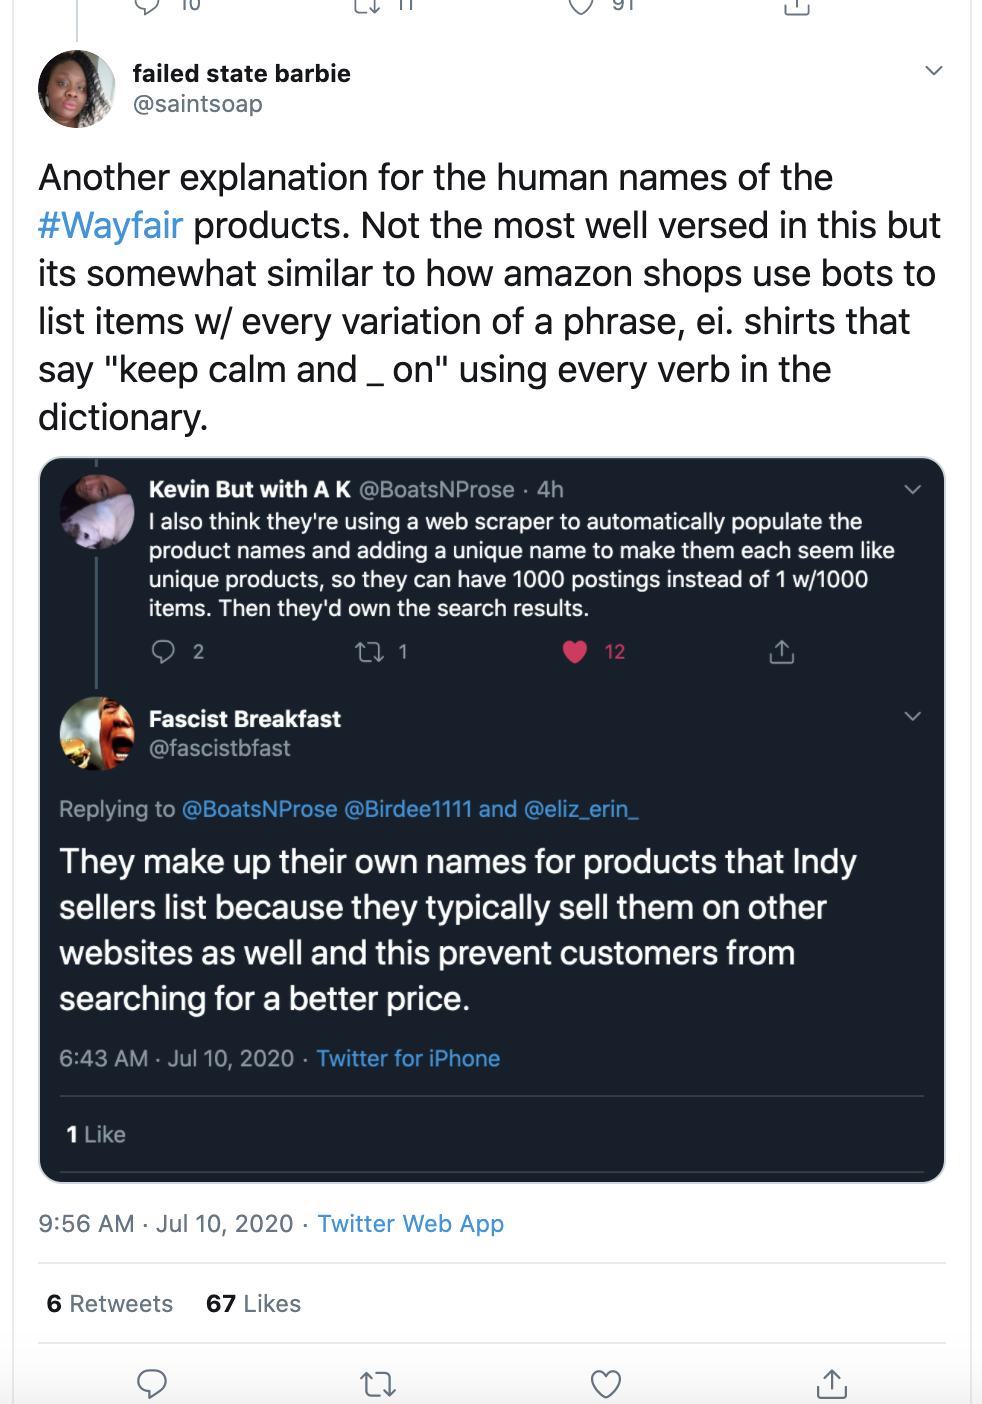 10 11 91
failed state barbie
@saintsoap
Another explanation for the human names of the
#Wayfair products. Not the most well versed in this but
its somewhat similar to how amazon shops use bots to
list items w/ every variation of a phrase, ei. shirts that
say "keep calm and _ on" using every verb in the
dictionary.
Kevin But with A K @BoatsNProse · 4h
I also think they're using a web scraper to automatically populate the
product names and adding a unique name to make them each seem like
unique products, so they can have 1000 postings instead of 1 w/1000
items. Then they'd own the search results.
2 1 12
Fascist Breakfast
@fascistbfast
Replying to @BoatsNProse @Birdee1111 and @eliz_erin_
They make up their own names for products that Indy
sellers list because they typically sell them on other
websites as well and this prevent customers from
searching for a better price.
6:43 AM · Jul 10, 2020 · Twitter for iPhone
1 Like
9:56 AM · Jul 10, 2020 · Twitter Web App
6 Retweets 67 Likes